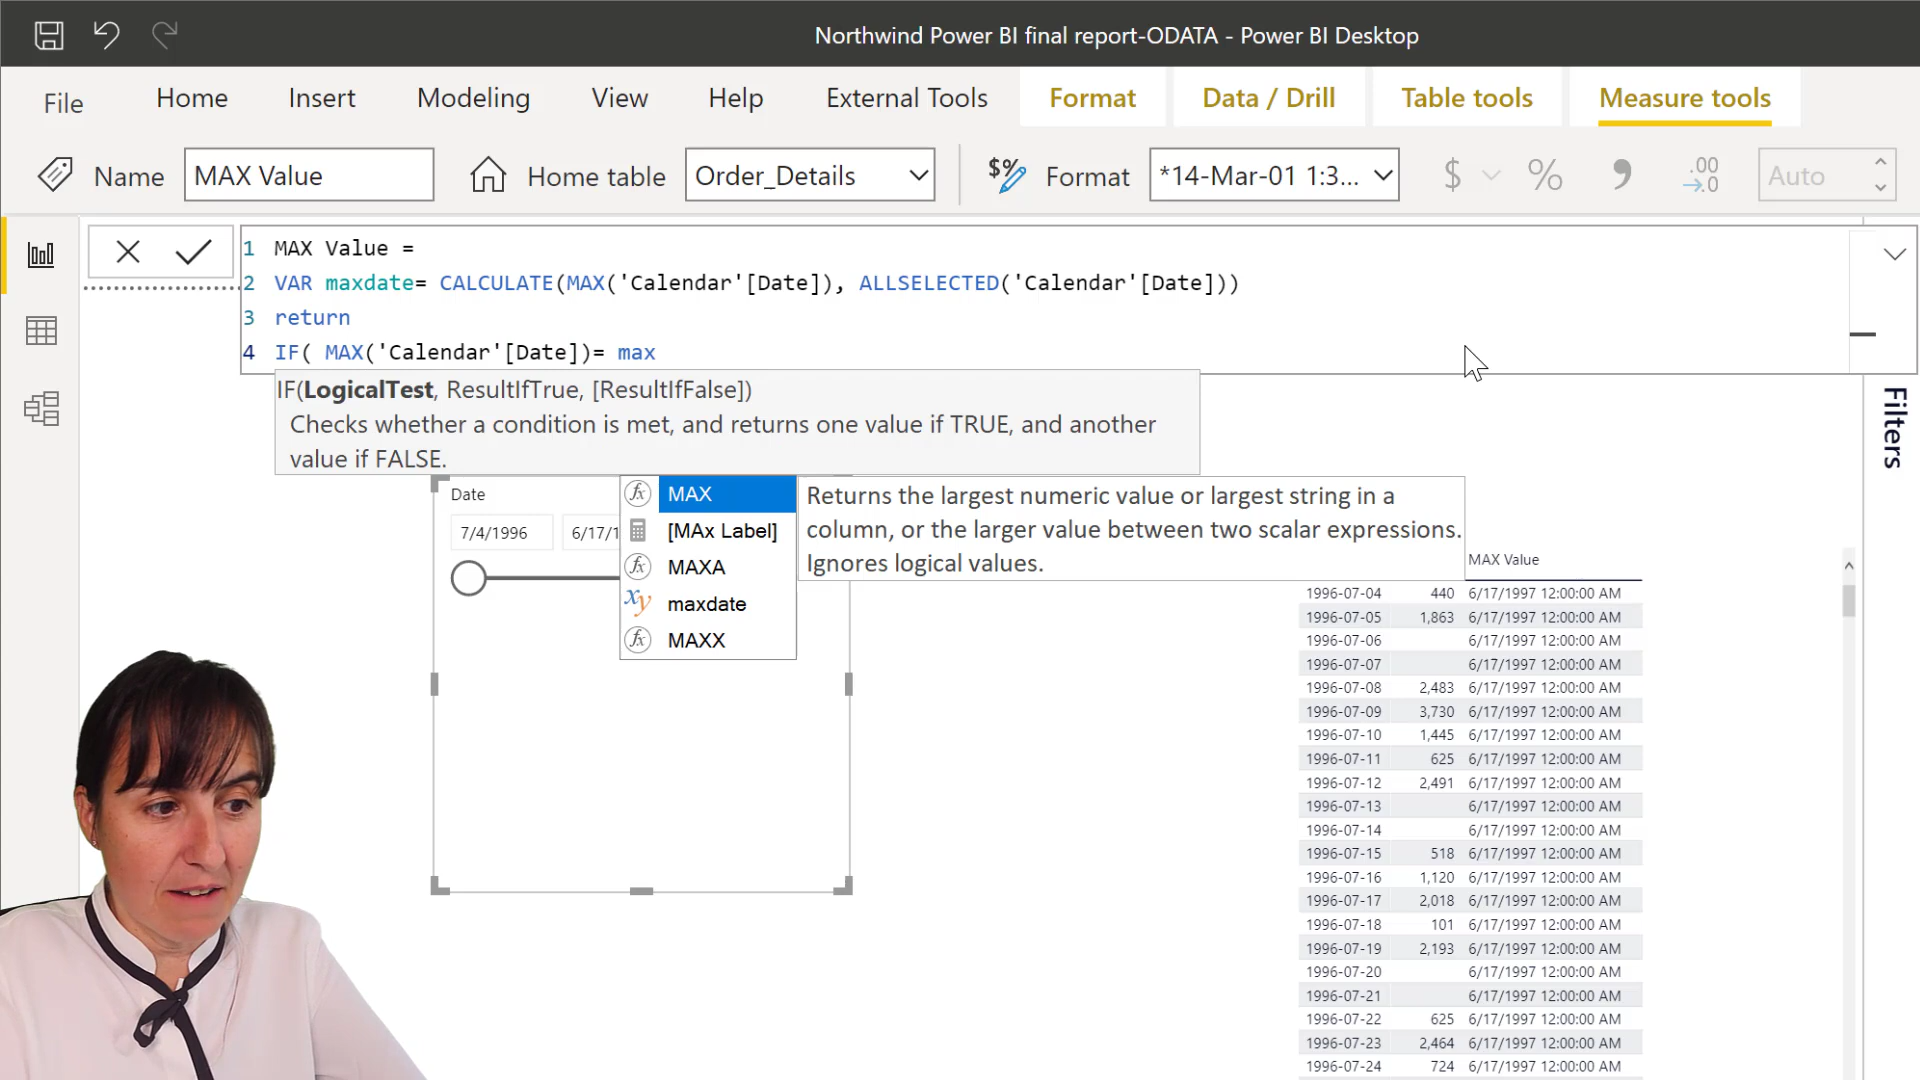 Northwind Power BI final report-ODATA - Power BI Desktop
File Home Insert Modeling View Help External Tools Format Data / Drill Table tools Measure tools
Name MAX Value Home table Order_Details $% Format *14-Mar-01 1:3... $ % , .00 .0 Auto
1 MAX Value =
2 VAR maxdate= CALCULATE(MAX('Calendar'[Date]), ALLSELECTED('Calendar'[Date]))
3 return
4 IF( MAX('Calendar'[Date])= max
IF(LogicalTest, ResultIfTrue, [ResultIfFalse])
Checks whether a condition is met, and returns one value if TRUE, and another
value if FALSE.
Filters
Date
7/4/1996 6/17/1
fx MAX
[MAx Label]
fx MAXA
xy maxdate
fx MAXX
Returns the largest numeric value or largest string in a
column, or the larger value between two scalar expressions.
Ignores logical values.
MAX Value
1996-07-04 440 6/17/1997 12:00:00 AM
1996-07-05 1,863 6/17/1997 12:00:00 AM
1996-07-06 6/17/1997 12:00:00 AM
1996-07-07 6/17/1997 12:00:00 AM
1996-07-08 2,483 6/17/1997 12:00:00 AM
1996-07-09 3,730 6/17/1997 12:00:00 AM
1996-07-10 1,445 6/17/1997 12:00:00 AM
1996-07-11 625 6/17/1997 12:00:00 AM
1996-07-12 2,491 6/17/1997 12:00:00 AM
1996-07-13 6/17/1997 12:00:00 AM
1996-07-14 6/17/1997 12:00:00 AM
1996-07-15 518 6/17/1997 12:00:00 AM
1996-07-16 1,120 6/17/1997 12:00:00 AM
1996-07-17 2,018 6/17/1997 12:00:00 AM
1996-07-18 101 6/17/1997 12:00:00 AM
1996-07-19 2,193 6/17/1997 12:00:00 AM
1996-07-20 6/17/1997 12:00:00 AM
1996-07-21 6/17/1997 12:00:00 AM
1996-07-22 625 6/17/1997 12:00:00 AM
1996-07-23 2,464 6/17/1997 12:00:00 AM
1996-07-24 724 6/17/1997 12:00:00 AM